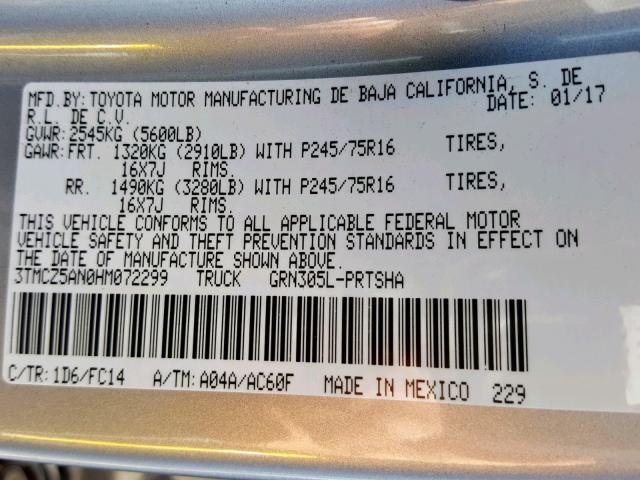 MFD.BY: TOYOTA MOTOR MANUFACTURING DE BAJA CALIFORNIA, S. DE
R.L. DE C.V. DATE: 01/17
GVWR: 2545KG (5600LB)
GAWR: FRT. 1320KG (2910LB) WITH P245/75R16 TIRES,
16X7J RIMS.
RR. 1490KG (3280LB) WITH P245/75R16 TIRES,
16X7J RIMS.
THIS VEHICLE CONFORMS TO ALL APPLICABLE FEDERAL MOTOR
VEHICLE SAFETY AND THEFT PREVENTION STANDARDS IN EFFECT ON
THE DATE OF MANUFACTURE SHOWN ABOVE.
3TMCZ5AN0HM072299 TRUCK GRN305L-PRTSHA
C/TR: 1D6/FC14 A/TM: A04A/AC60F MADE IN MEXICO 229